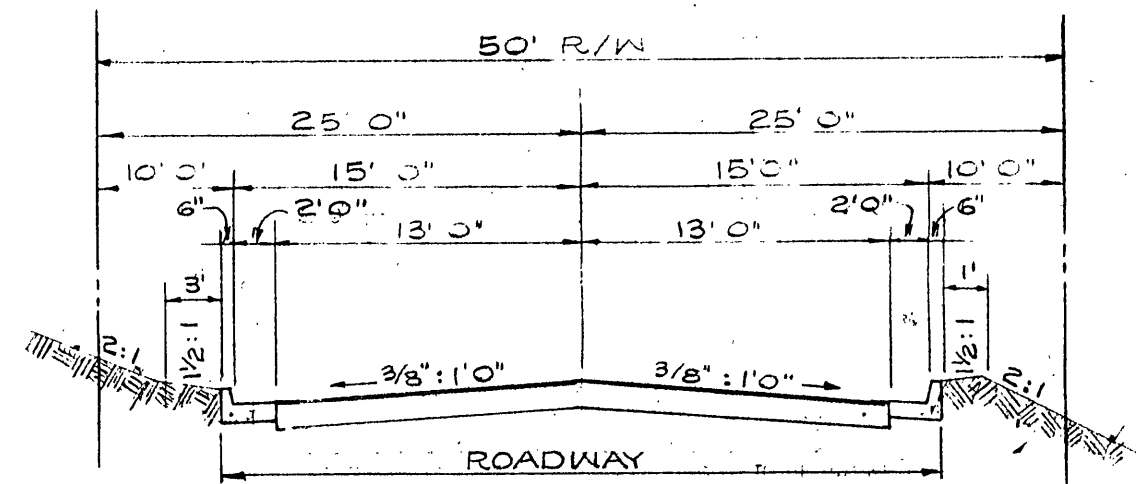 50' R/W
25' 0" 25' 0"
10' 0' 15' 0" 15'0" 10' 0"
6" 2'0" 2'0" 6"
13' 0" 13' 0"
3' 1'
2:1 1½:1 3/8" : 1'0" 3/8" : 1'0" 1½:1 2:1
ROADWAY